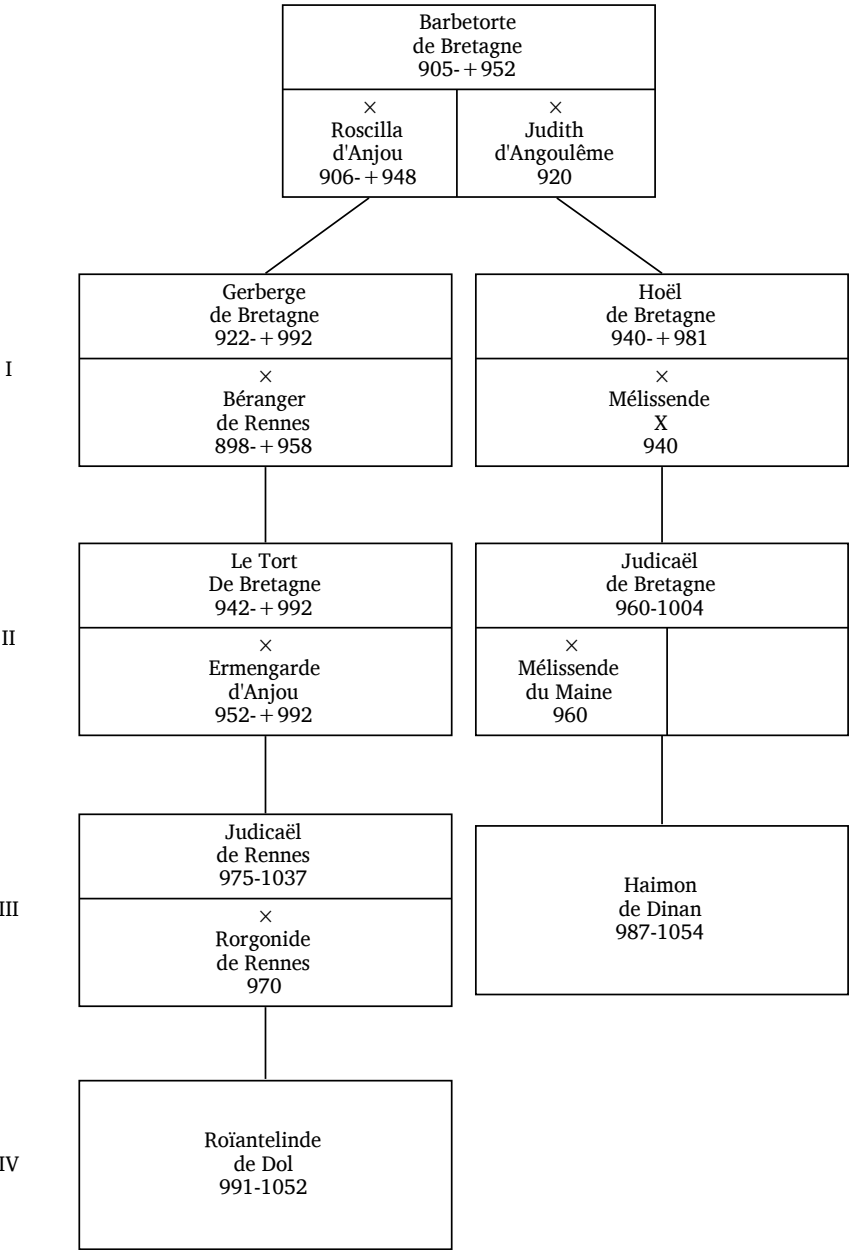 Barbetorte
de Bretagne
905-+952
×
Roscilla
d'Anjou
906-+948
×
Judith
d'Angoulême
920
I
Gerberge
de Bretagne
922-+992
×
Béranger
de Rennes
898-+958
Hoël
de Bretagne
940-+981
×
Mélissende
X
940
II
Le Tort
De Bretagne
942-+992
×
Ermengarde
d'Anjou
952-+992
Judicaël
de Bretagne
960-1004
×
Mélissende
du Maine
960
III
Judicaël
de Rennes
975-1037
×
Rorgonide
de Rennes
970
Haimon
de Dinan
987-1054
IV
Roïantelinde
de Dol
991-1052